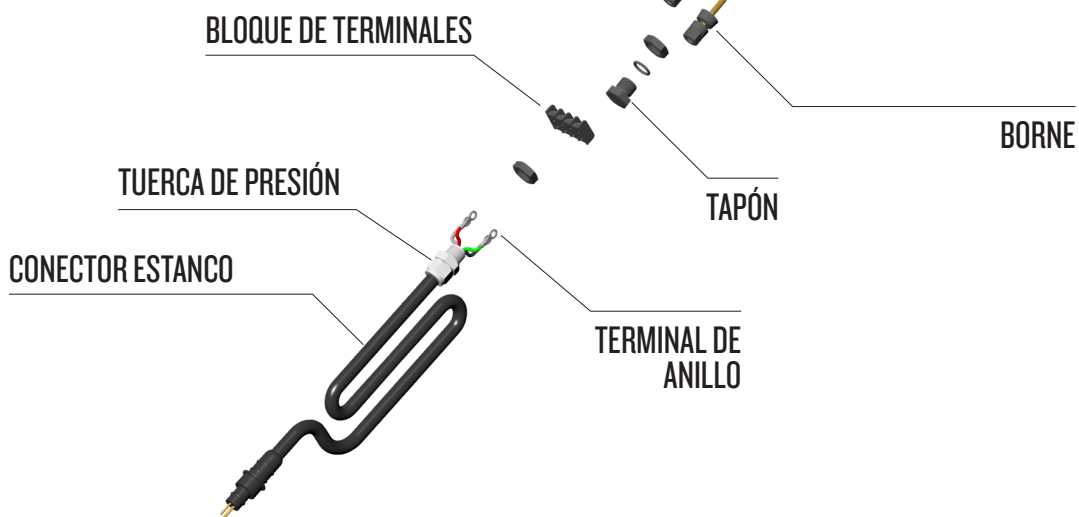 BLOQUE DE TERMINALES
BORNE
TUERCA DE PRESIÓN
TAPÓN
CONECTOR ESTANCO
TERMINAL DE
ANILLO